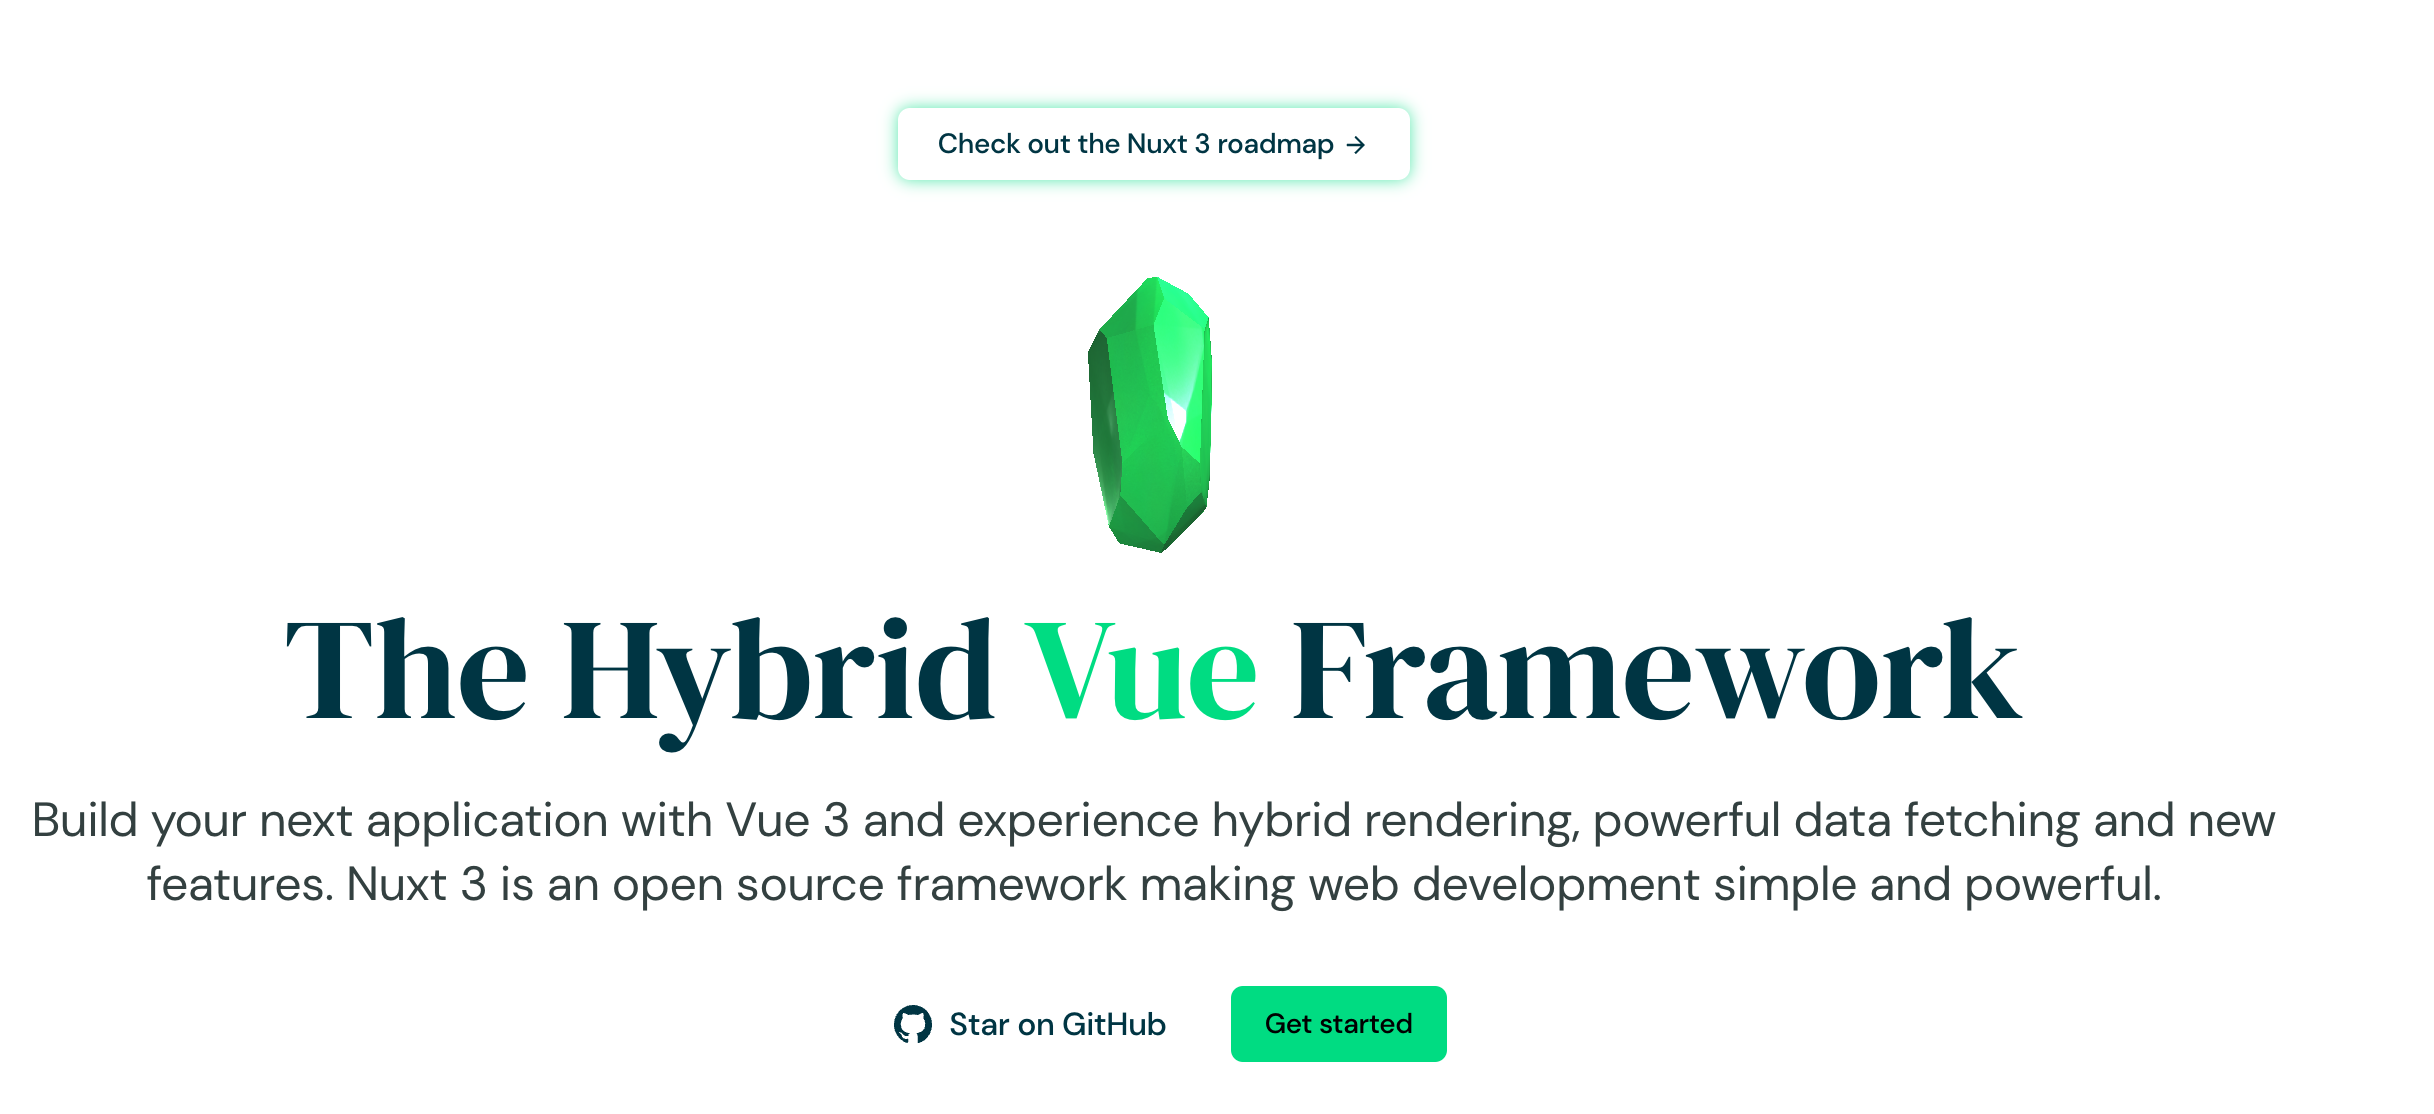 Check out the Nuxt 3 roadmap →
The Hybrid Vue Framework
Build your next application with Vue 3 and experience hybrid rendering, powerful data fetching and new
features. Nuxt 3 is an open source framework making web development simple and powerful.
Star on GitHub
Get started